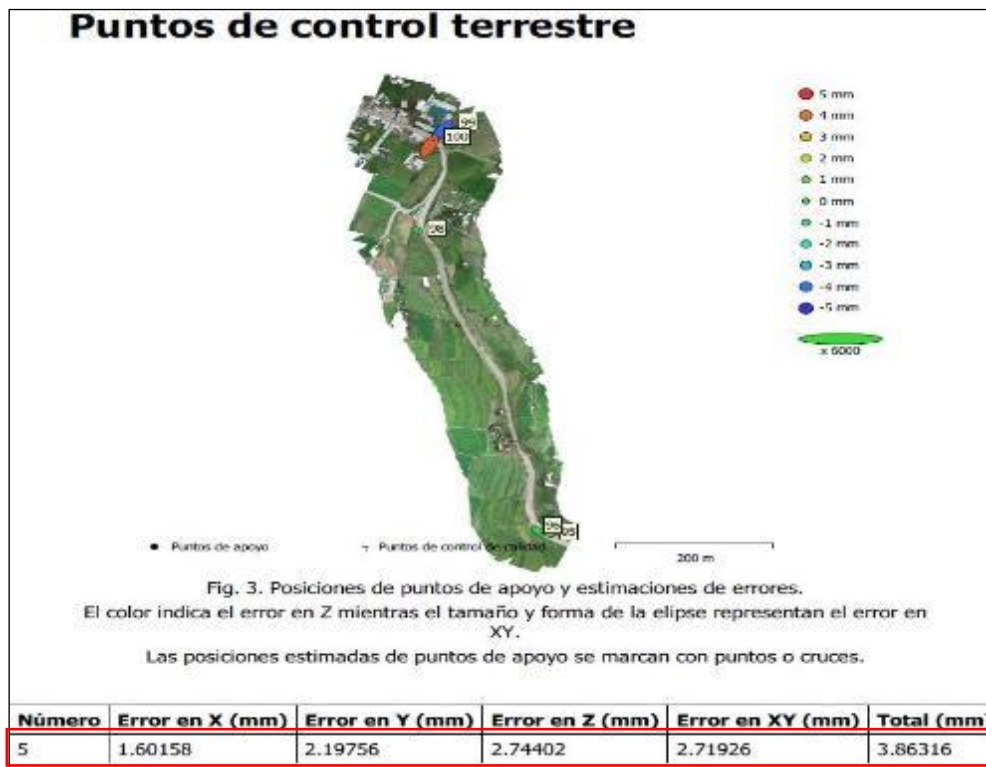 Puntos de control terrestre
5 mm
4 mm
3 mm
2 mm
1 mm
0 mm
-1 mm
-2 mm
-3 mm
-4 mm
-5 mm
x 6000
99
100
98
96
95
Puntos de apoyo
Puntos de control de calidad
200 m
Fig. 3. Posiciones de puntos de apoyo y estimaciones de errores.
El color indica el error en Z mientras el tamaño y forma de la elipse representan el error en
XY.
Las posiciones estimadas de puntos de apoyo se marcan con puntos o cruces.
Número Error en X (mm) Error en Y (mm) Error en Z (mm) Error en XY (mm) Total (mm)
5 1.60158 2.19756 2.74402 2.71926 3.86316